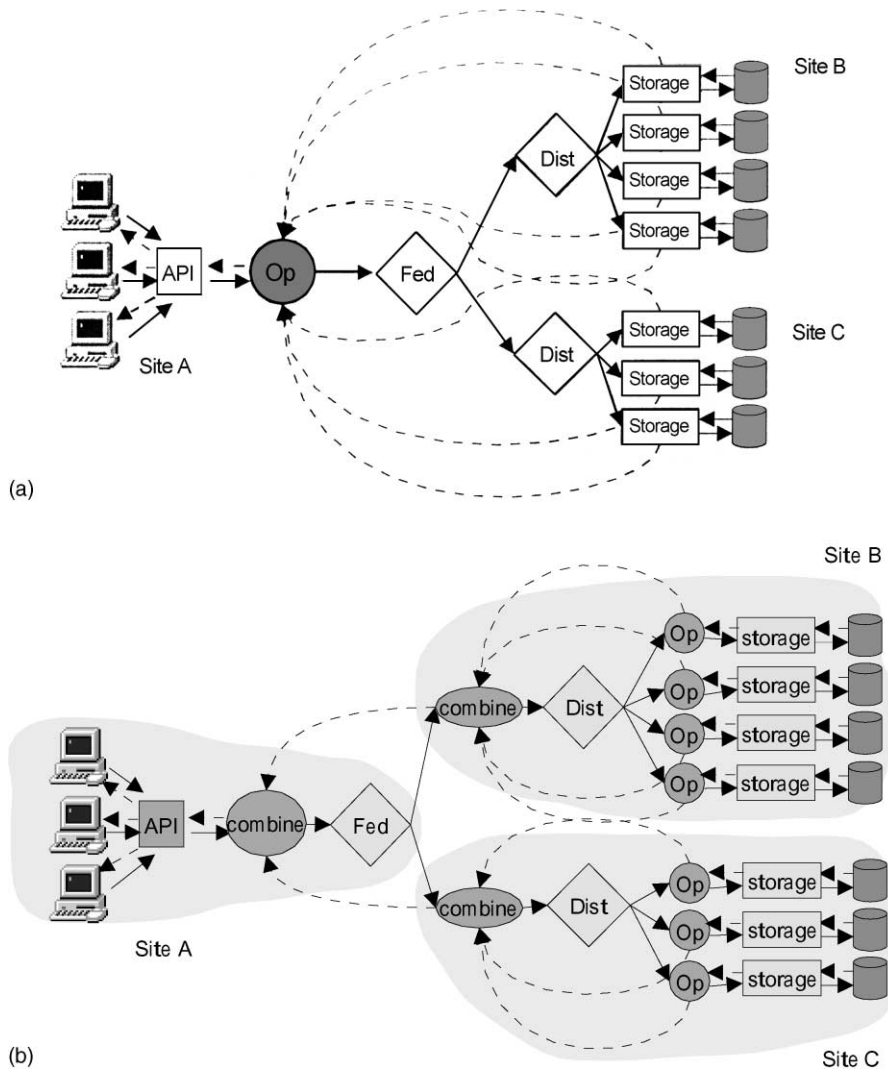 Site B
Storage
Storage
Dist
Storage
Storage
API
Op
Fed
Site A
Storage
Site C
Dist
Storage
Storage
(a)
Site B
Op
storage
Op
storage
combine
Dist
Op
storage
Op
storage
API
combine
Fed
Op
storage
combine
Dist
Op
storage
Site A
Op
storage
(b)
Site C